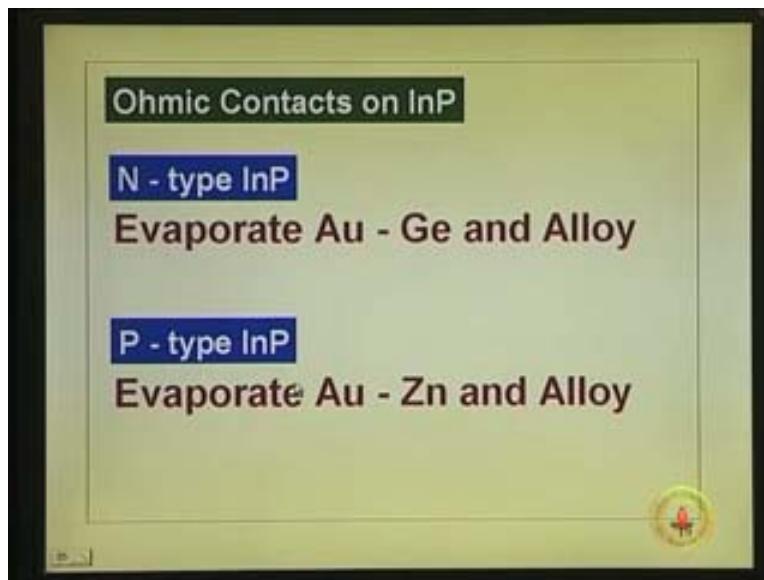 Ohmic Contacts on InP
N - type InP
Evaporate Au - Ge and Alloy
P - type InP
Evaporate Au - Zn and Alloy